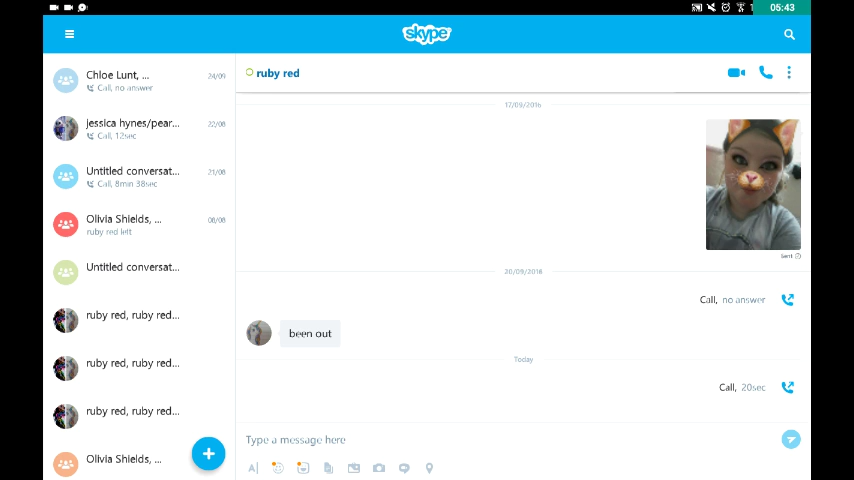 05:43
skype
Chloe Lunt, ...
24/09
Call, no answer
jessica hynes/pear...
22/08
Call, 12sec
Untitled conversat...
21/08
Call, 8min 38sec
Olivia Shields, ...
08/08
ruby red left
Untitled conversat...
ruby red, ruby red...
ruby red, ruby red...
ruby red, ruby red...
Olivia Shields, ...
ruby red
17/09/2016
Sent
20/09/2016
Call, no answer
been out
Today
Call, 20sec
Type a message here